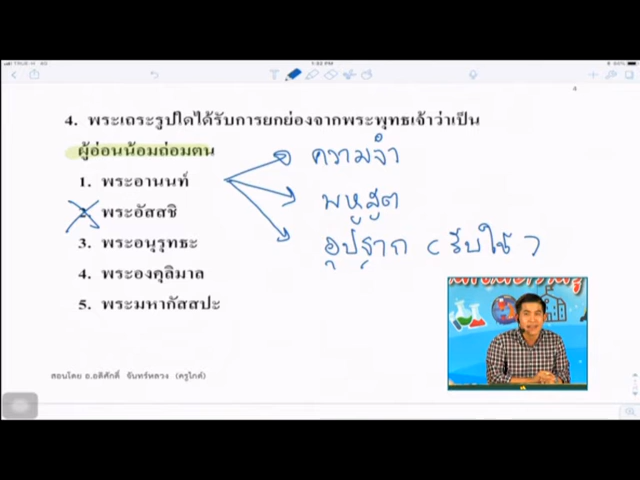 1:22 PM
4
4. พระเถระรูปใดได้รับการยกย่องจากพระพุทธเจ้าว่าเป็น
ผู้อ่อนน้อมถ่อมตน
1. พระอานนท์
2. พระอัสสชิ
3. พระอนุรุทธะ
4. พระองคุลิมาล
5. พระมหากัสสปะ
ความจำ
พหูสูต
อุปัฐาก (รับใช้)
สอนโดย อ.อติศักดิ์ จันทร์หลวง (ครูไกด์)